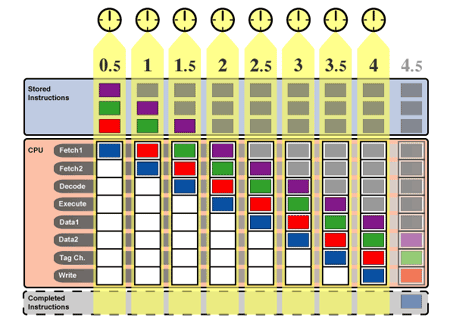 0.5 1 1.5 2 2.5 3 3.5 4 4.5
Stored
Instructions
CPU
Fetch1
Fetch2
Decode
Execute
Data1
Data2
Tag Ch.
Write
Completed
Instructions